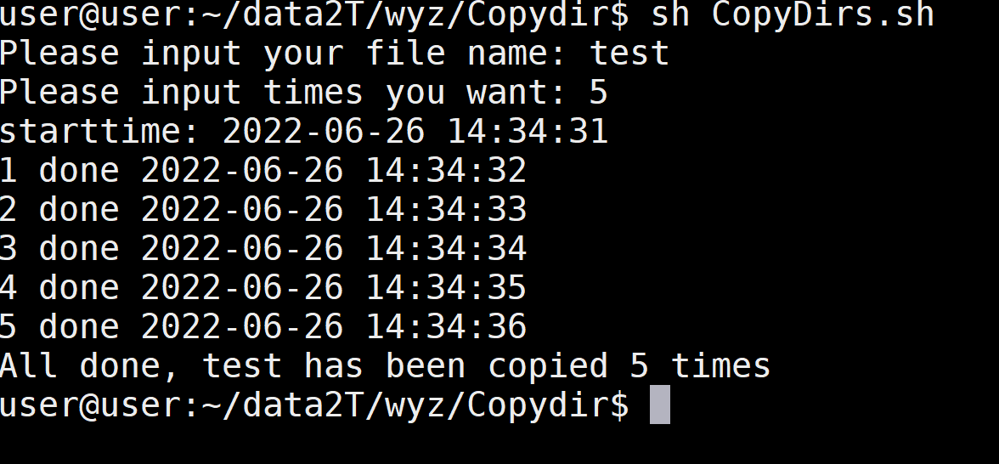 user@user:~/data2T/wyz/Copydir$ sh CopyDirs.sh
Please input your file name: test
Please input times you want: 5
starttime: 2022-06-26 14:34:31
1 done 2022-06-26 14:34:32
2 done 2022-06-26 14:34:33
3 done 2022-06-26 14:34:34
4 done 2022-06-26 14:34:35
5 done 2022-06-26 14:34:36
All done, test has been copied 5 times
user@user:~/data2T/wyz/Copydir$